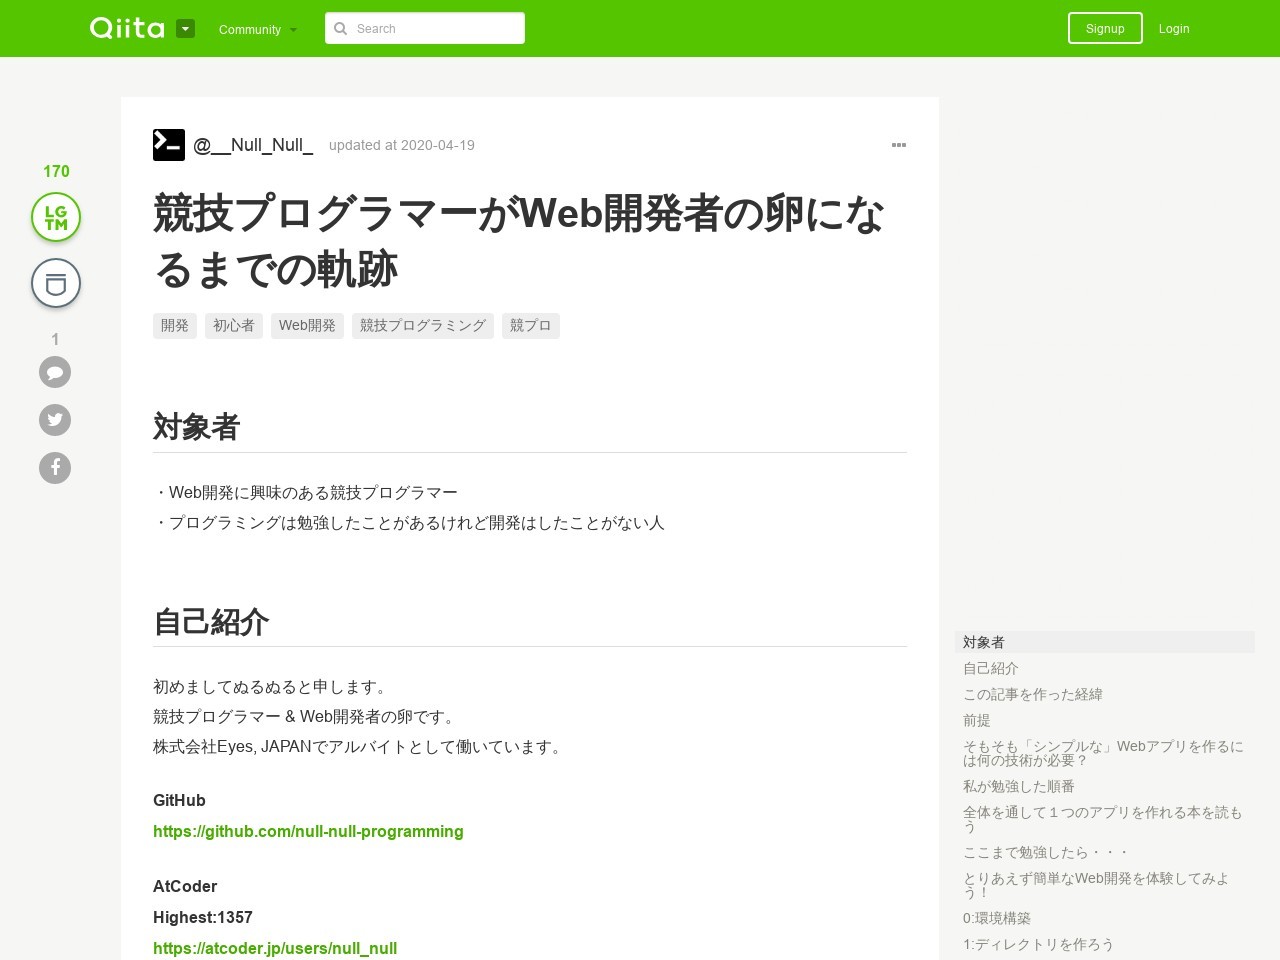 Qiita
Community
Search
Signup
Login
170
LG
TM
1
@__Null_Null_
updated at 2020-04-19
競技プログラマーがWeb開発者の卵にな
るまでの軌跡
開発 初心者 Web開発 競技プログラミング 競プロ
対象者
・Web開発に興味のある競技プログラマー
・プログラミングは勉強したことがあるけれど開発はしたことがない人
自己紹介
初めましてぬるぬると申します。
競技プログラマー & Web開発者の卵です。
株式会社Eyes, JAPANでアルバイトとして働いています。
GitHub
https://github.com/null-null-programming
AtCoder
Highest:1357
https://atcoder.jp/users/null_null
対象者
自己紹介
この記事を作った経緯
前提
そもそも「シンプルな」Webアプリを作るに
は何の技術が必要？
私が勉強した順番
全体を通して１つのアプリを作れる本を読も
う
ここまで勉強したら・・・
とりあえず簡単なWeb開発を体験してみよ
う！
0:環境構築
1:ディレクトリを作ろう